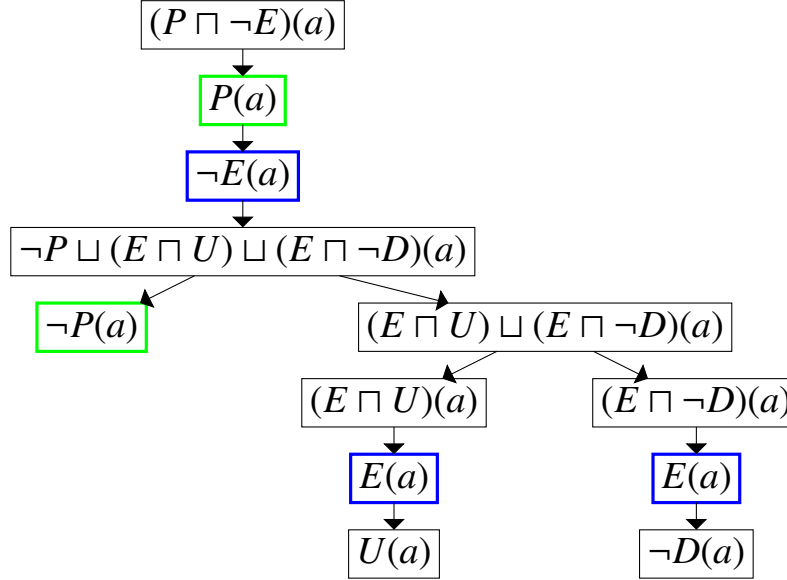 (P ⊓ ¬E)(a)
P(a)
¬E(a)
¬P ⊔ (E ⊓ U) ⊔ (E ⊓ ¬D)(a)
¬P(a)
(E ⊓ U) ⊔ (E ⊓ ¬D)(a)
(E ⊓ U)(a)
(E ⊓ ¬D)(a)
E(a)
E(a)
U(a)
¬D(a)